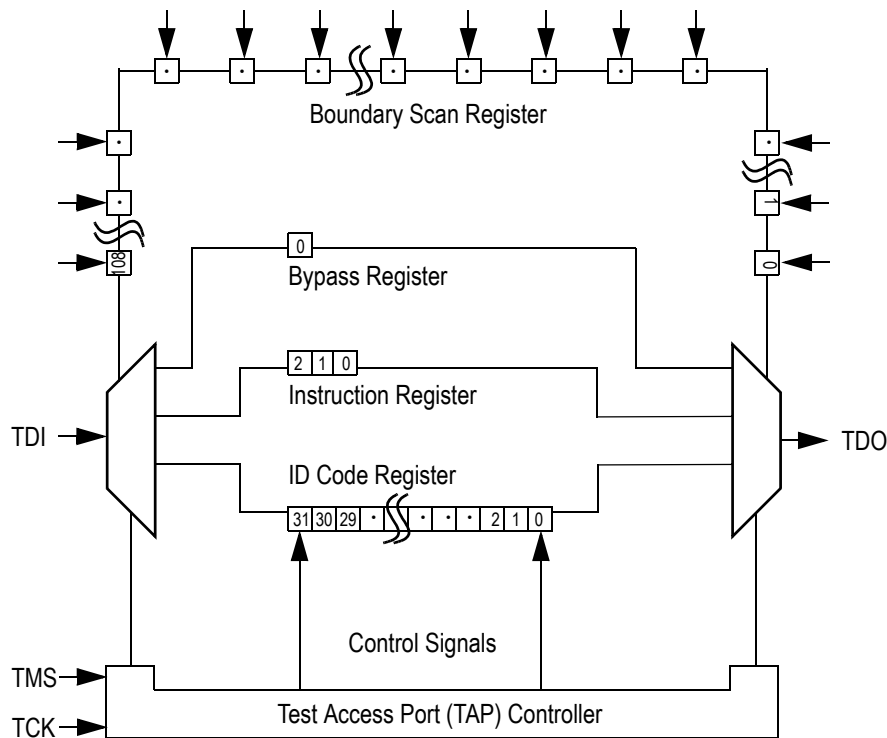 Boundary Scan Register
1
108
0
0
Bypass Register
2 1 0
Instruction Register
TDI
TDO
ID Code Register
31 30 29 · · · · 2 1 0
Control Signals
TMS
Test Access Port (TAP) Controller
TCK